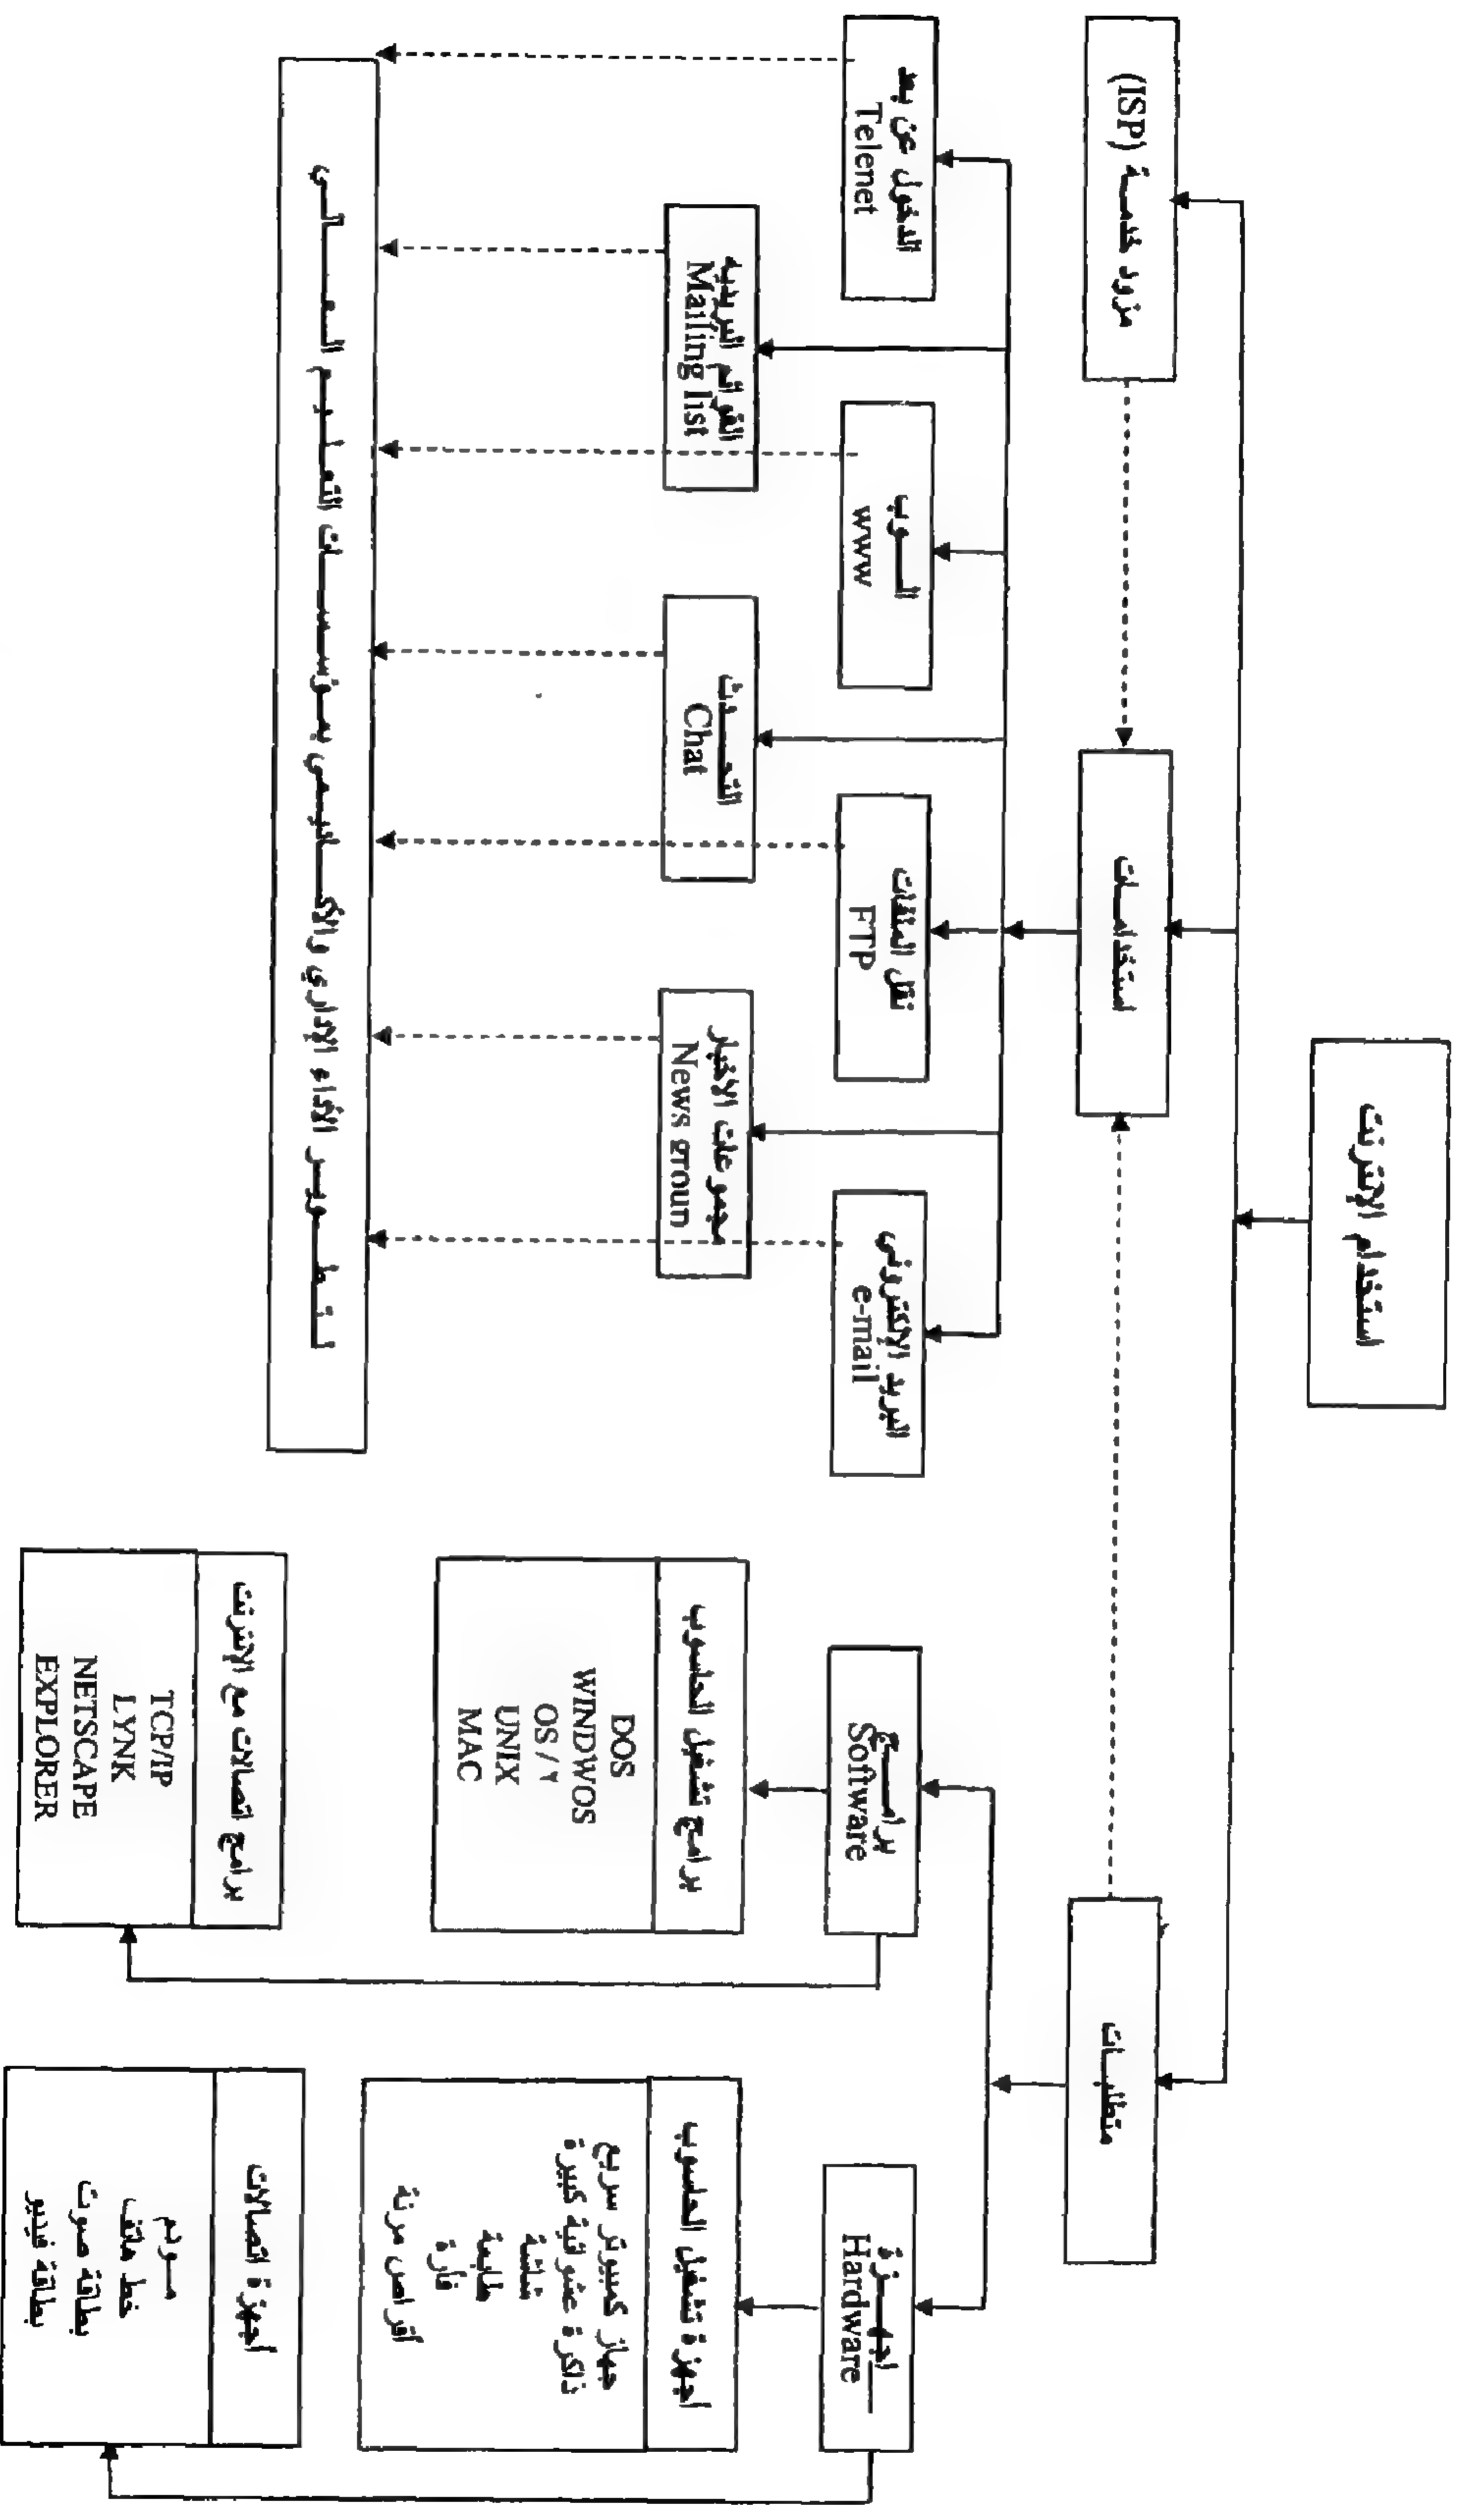 استخدام الإنترنت
متطلبات
استخدامات
مزود خدمة (ISP)
أجهزة
Hardware
برامج
Software
البريد الإلكتروني
e-mail
نقل الملفات
FTP
الويب
WWW
الدخول عن بعد
Telenet
مجموعات الأخبار
News groun
Chat
القوائم البريدية
Mailing list
أجهزة تشغيل الحاسوب
جهاز كمبيوتر سريع
ذاكرة عشوائية كبيرة
شاشة
طابعة
فأرة
أقراص مرنة
برامج تشغيل الحاسوب
DOS
WINDWOS
OS/٢
UNIX
MAC
تطوير الأداء الإداري والأكاديمي بمؤسسات التعليم العالي
أجهزة اتصالات
مودم
خط هاتف
بطاقة صوت
بطاقة فيديو
برامج اتصالات مع الإنترنت
TCP/IP
LYNK
NETSCAPE
EXPLORER